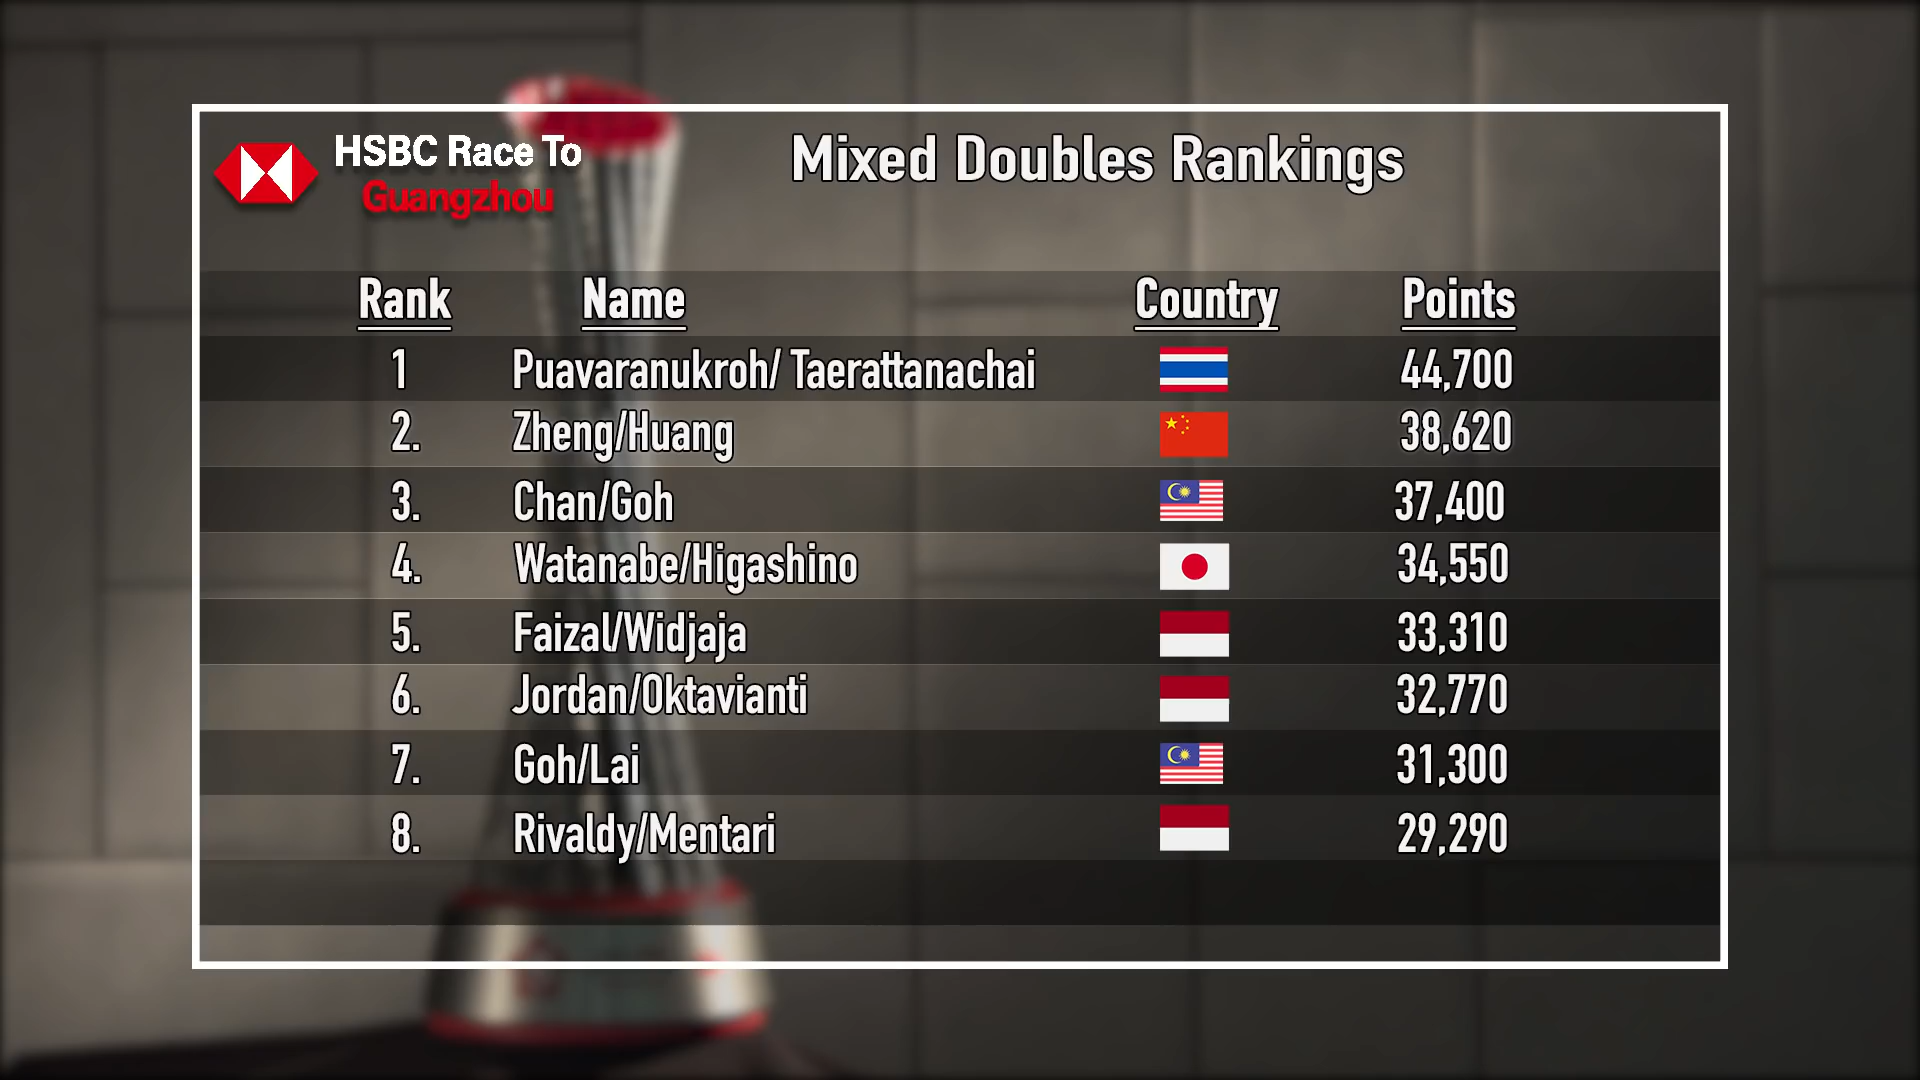 HSBC Race To
Guangzhou
Mixed Doubles Rankings
Rank Name Country Points
1 Puavaranukroh/ Taerattanachai 44,700
2. Zheng/Huang 38,620
3. Chan/Goh 37,400
4. Watanabe/Higashino 34,550
5. Faizal/Widjaja 33,310
6. Jordan/Oktavianti 32,770
7. Goh/Lai 31,300
8. Rivaldy/Mentari 29,290